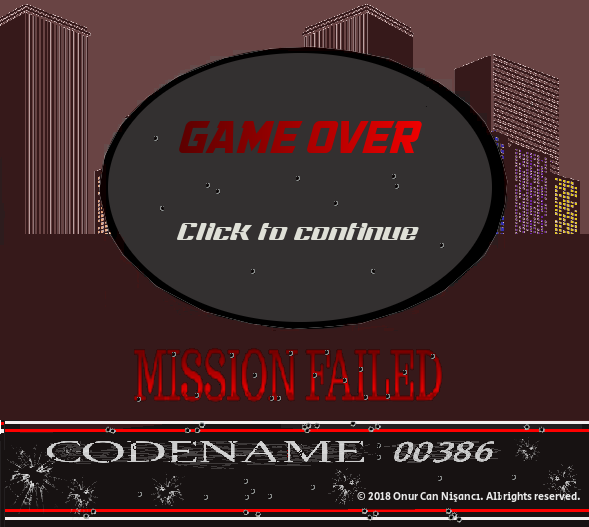 GAME OVER
Click to continue
MISSION FAILED
CODENAME 00386
© 2018 Onur Can Nişancı. All rights reserved.